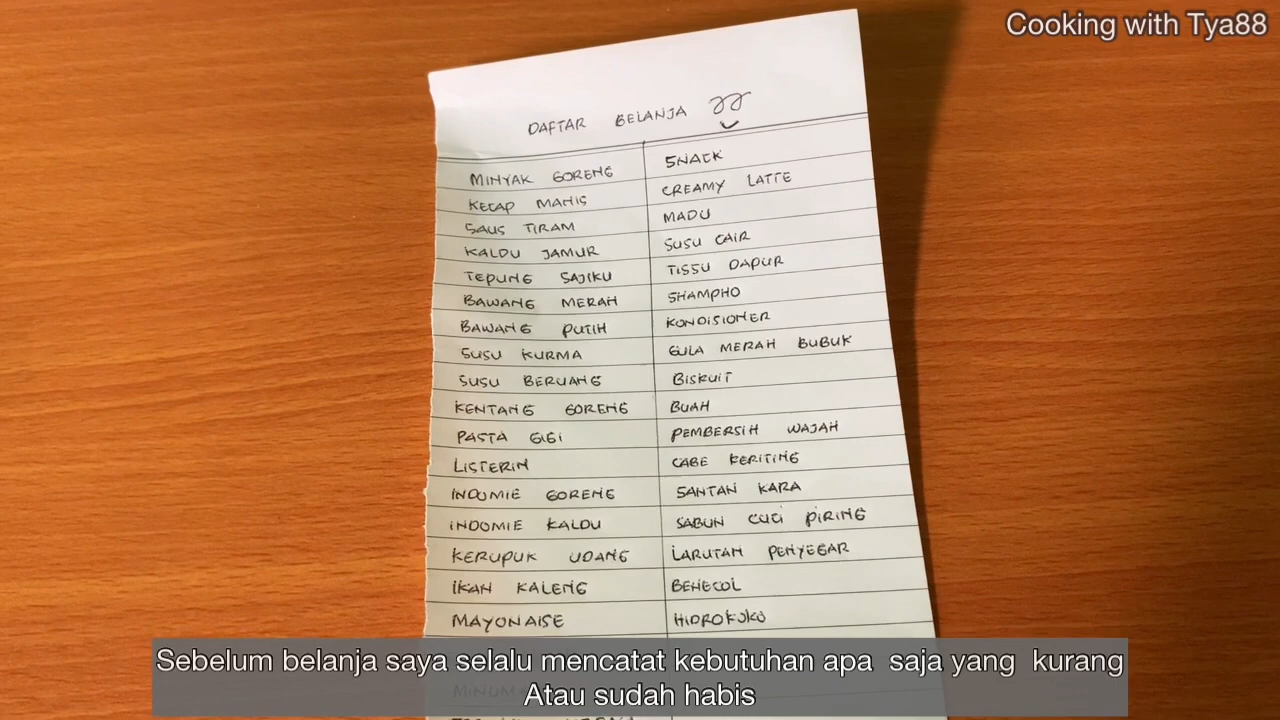 Cooking with Tya88
DAFTAR BELANJA
MINYAK GORENG
KECAP MANIS
SAUS TIRAM
KALDU JAMUR
TEPUNG SAJIKU
BAWANG MERAH
BAWANG PUTIH
SUSU KURMA
SUSU BERUANG
KENTANG GORENG
PASTA GIGI
LISTERIN
INDOMIE GORENG
INDOMIE KALDU
KERUPUK UDANG
IKAN KALENG
MAYONAISE
SNACK
CREAMY LATTE
MADU
SUSU CAIR
TISSU DAPUR
SHAMPHO
KONDISIONER
GULA MERAH BUBUK
BISKUIT
BUAH
PEMBERSIH WAJAH
CABE KERITING
SANTAN KARA
SABUN CUCI PIRING
LARUTAN PENYEGAR
BENECOL
HIDROKOKO
Sebelum belanja saya selalu mencatat kebutuhan apa saja yang kurang
Atau sudah habis